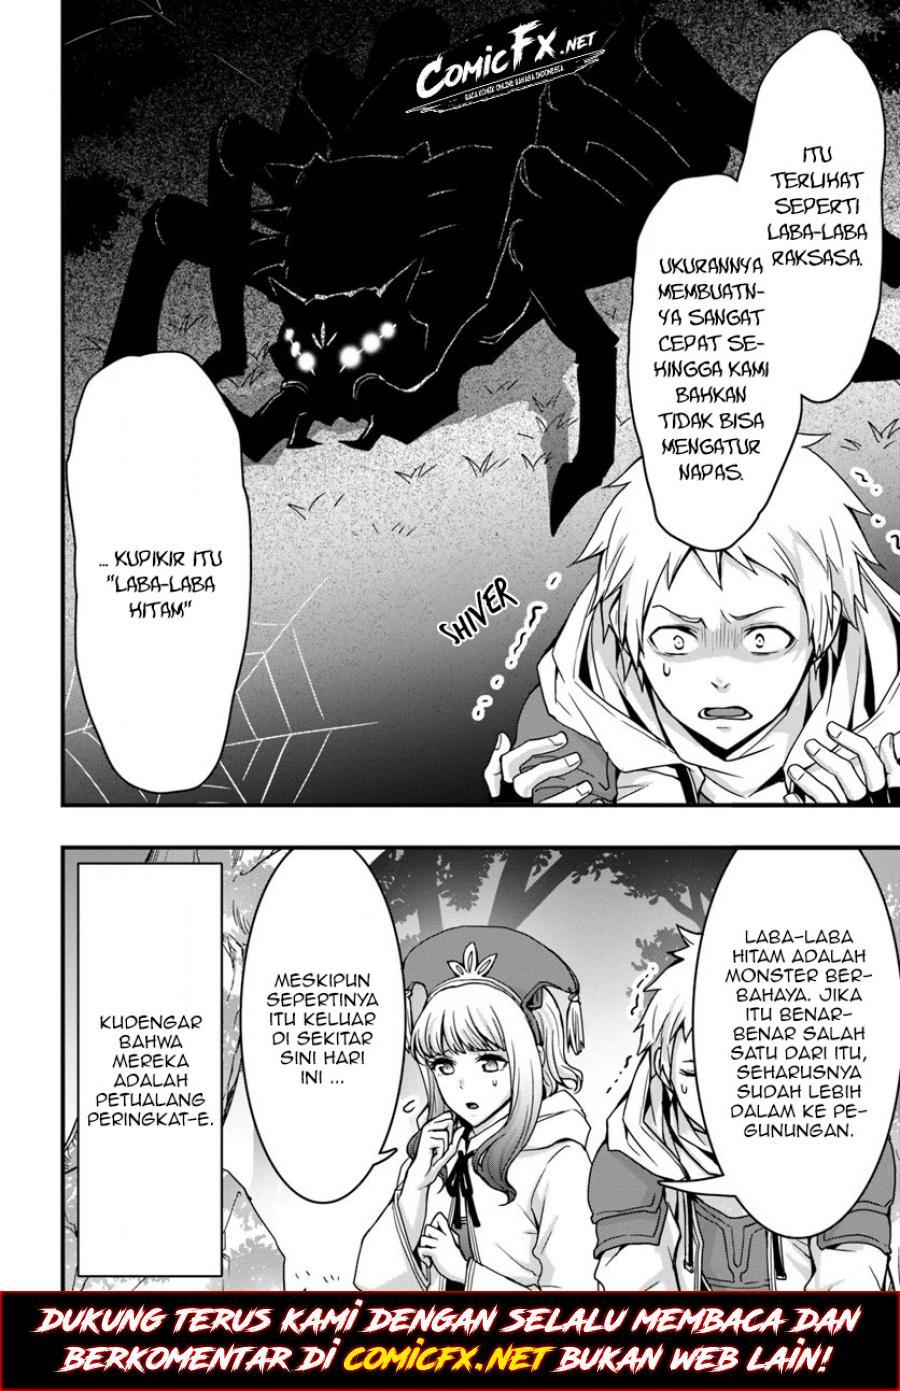 COMICFX.NET
BACA KOMIK ONLINE BAHASA INDONESIA
ITU
TERLIHAT
SEPERTI
LABA-LABA
RAKSASA.
UKURANNYA
MEMBUATN-
YA SANGAT
CEPAT SE-
HINGGA KAMI
BAHKAN
TIDAK BISA
MENGATUR
NAPAS.
... KUPIKIR ITU
"LABA-LABA
HITAM"
SHIVER
LABA-LABA
HITAM ADALAH
MONSTER BER-
BAHAYA. JIKA
ITU BENAR-
BENAR SALAH
SATU DARI ITU,
SEHARUSNYA
SUDAH LEBIH
DALAM KE PE-
GUNUNGAN.
MESKIPUN
SEPERTINYA
ITU KELUAR
DI SEKITAR
SINI HARI
INI ...
KUDENGAR
BAHWA
MEREKA
ADALAH
PETUALANG
PERINGKAT-E.
DUKUNG TERUS KAMI DENGAN SELALU MEMBACA DAN
BERKOMENTAR DI COMICFX.NET BUKAN WEB LAIN!